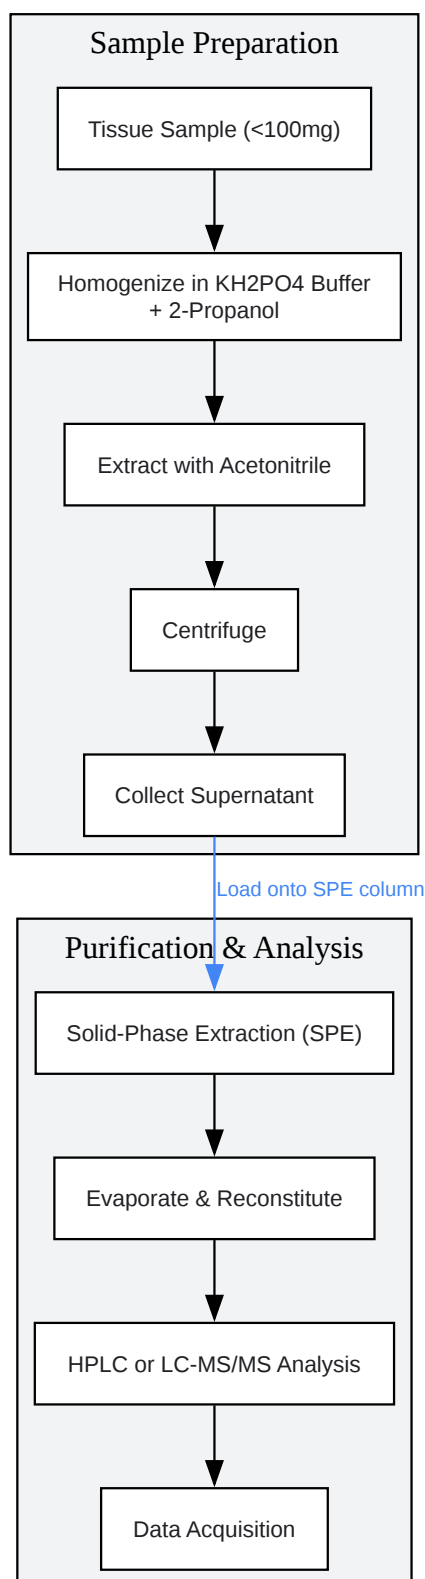 Sample Preparation
Tissue Sample (<100mg)
Homogenize in KH2PO4 Buffer
+ 2-Propanol
Extract with Acetonitrile
Centrifuge
Collect Supernatant
Load onto SPE column
Purification & Analysis
Solid-Phase Extraction (SPE)
Evaporate & Reconstitute
HPLC or LC-MS/MS Analysis
Data Acquisition